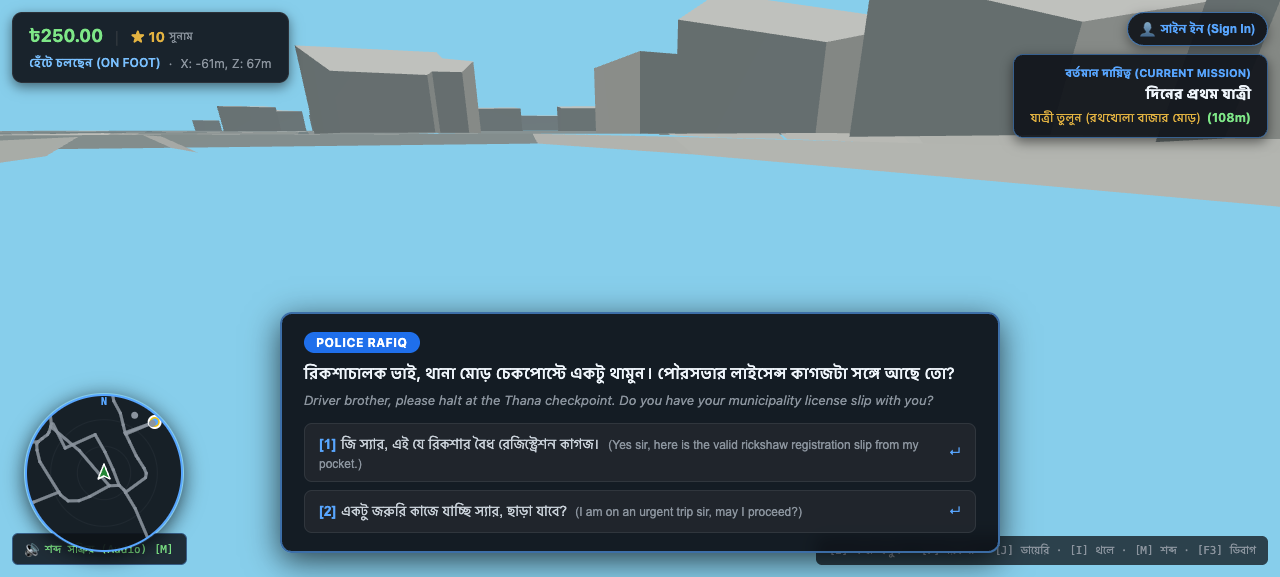 ৳250.00 | ⭐ 10 সুনাম
হেঁটে চলছেন (ON FOOT) · X: -61m, Z: 67m
👤 সাইন ইন (Sign In)
বর্তমান দায়িত্ব (CURRENT MISSION)
দিনের প্রথম যাত্রী
যাত্রী তুলুন (রথখোলা বাজার মোড়) (108m)
POLICE RAFIQ
রিকশাচালক ভাই, থানা মোড় চেকপোস্টে একটু থামুন। পৌরসভার লাইসেন্স কাগজটা সঙ্গে আছে তো?
Driver brother, please halt at the Thana checkpoint. Do you have your municipality license slip with you?
[1] জি স্যার, এই যে রিকশার বৈধ রেজিস্ট্রেশন কাগজ। (Yes sir, here is the valid rickshaw registration slip from my
pocket.) ↵
[2] একটু জরুরি কাজে যাচ্ছি স্যার, ছাড়া যাবে? (I am on an urgent trip sir, may I proceed?) ↵
N
শব্দ (Audio) [M]
[J] ডায়েরি · [I] থলে · [M] শব্দ · [F3] ডিবাগ